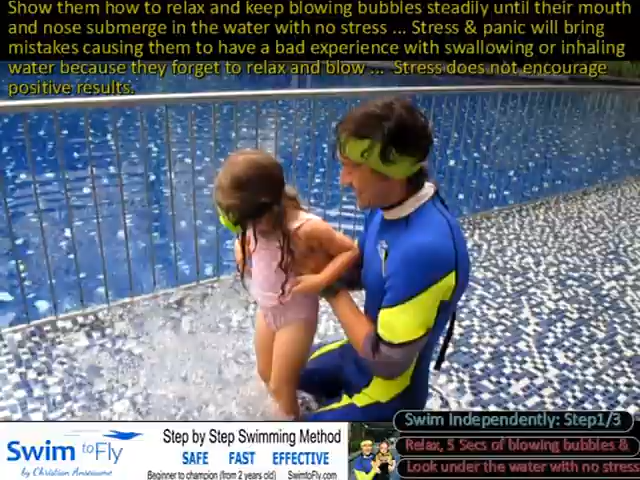 Show them how to relax and keep blowing bubbles steadily until their mouth
and nose submerge in the water with no stress ... Stress & panic will bring
mistakes causing them to have a bad experience with swallowing or inhaling
water because they forget to relax and blow ... Stress does not encourage
positive results.
Swim Independently: Step1/3
Relax, 5 Secs of blowing bubbles &
Look under the water with no stress
Swim to Fly
by Christian Ansesaume
Step by Step Swimming Method
SAFE FAST EFFECTIVE
Beginner to champion (from 2 years old) SwimtoFly.com